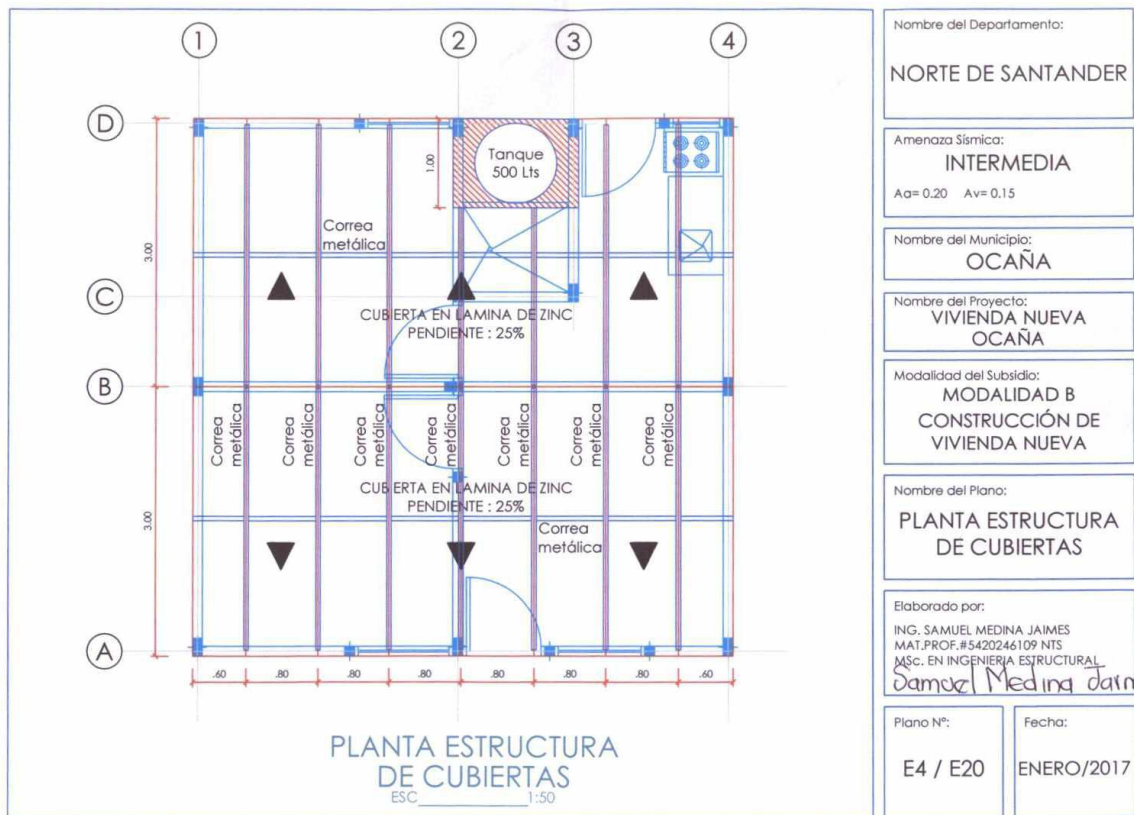 1
2
3
4
D
C
B
A
3.00
3.00
1.00
Tanque
500 Lts
Correa
metálica
CUBIERTA EN LAMINA DE ZINC
PENDIENTE : 25%
Correa
metálica
Correa
metálica
Correa
metálica
Correa
metálica
Correa
metálica
Correa
metálica
Correa
metálica
CUBIERTA EN LAMINA DE ZINC
PENDIENTE : 25%
Correa
metálica
.60
.80
.80
.80
.80
.80
.80
.60
PLANTA ESTRUCTURA
DE CUBIERTAS
ESC 1:50
Nombre del Departamento:
NORTE DE SANTANDER
Amenaza Sísmica:
INTERMEDIA
Aa= 0.20 Av= 0.15
Nombre del Municipio:
OCAÑA
Nombre del Proyecto:
VIVIENDA NUEVA
OCAÑA
Modalidad del Subsidio:
MODALIDAD B
CONSTRUCCIÓN DE
VIVIENDA NUEVA
Nombre del Plano:
PLANTA ESTRUCTURA
DE CUBIERTAS
Elaborado por:
ING. SAMUEL MEDINA JAIMES
MAT.PROF.#5420246109 NTS
MSc. EN INGENIERIA ESTRUCTURAL
Samuel Medina Jaim
Plano Nº:
E4 / E20
Fecha:
ENERO/2017